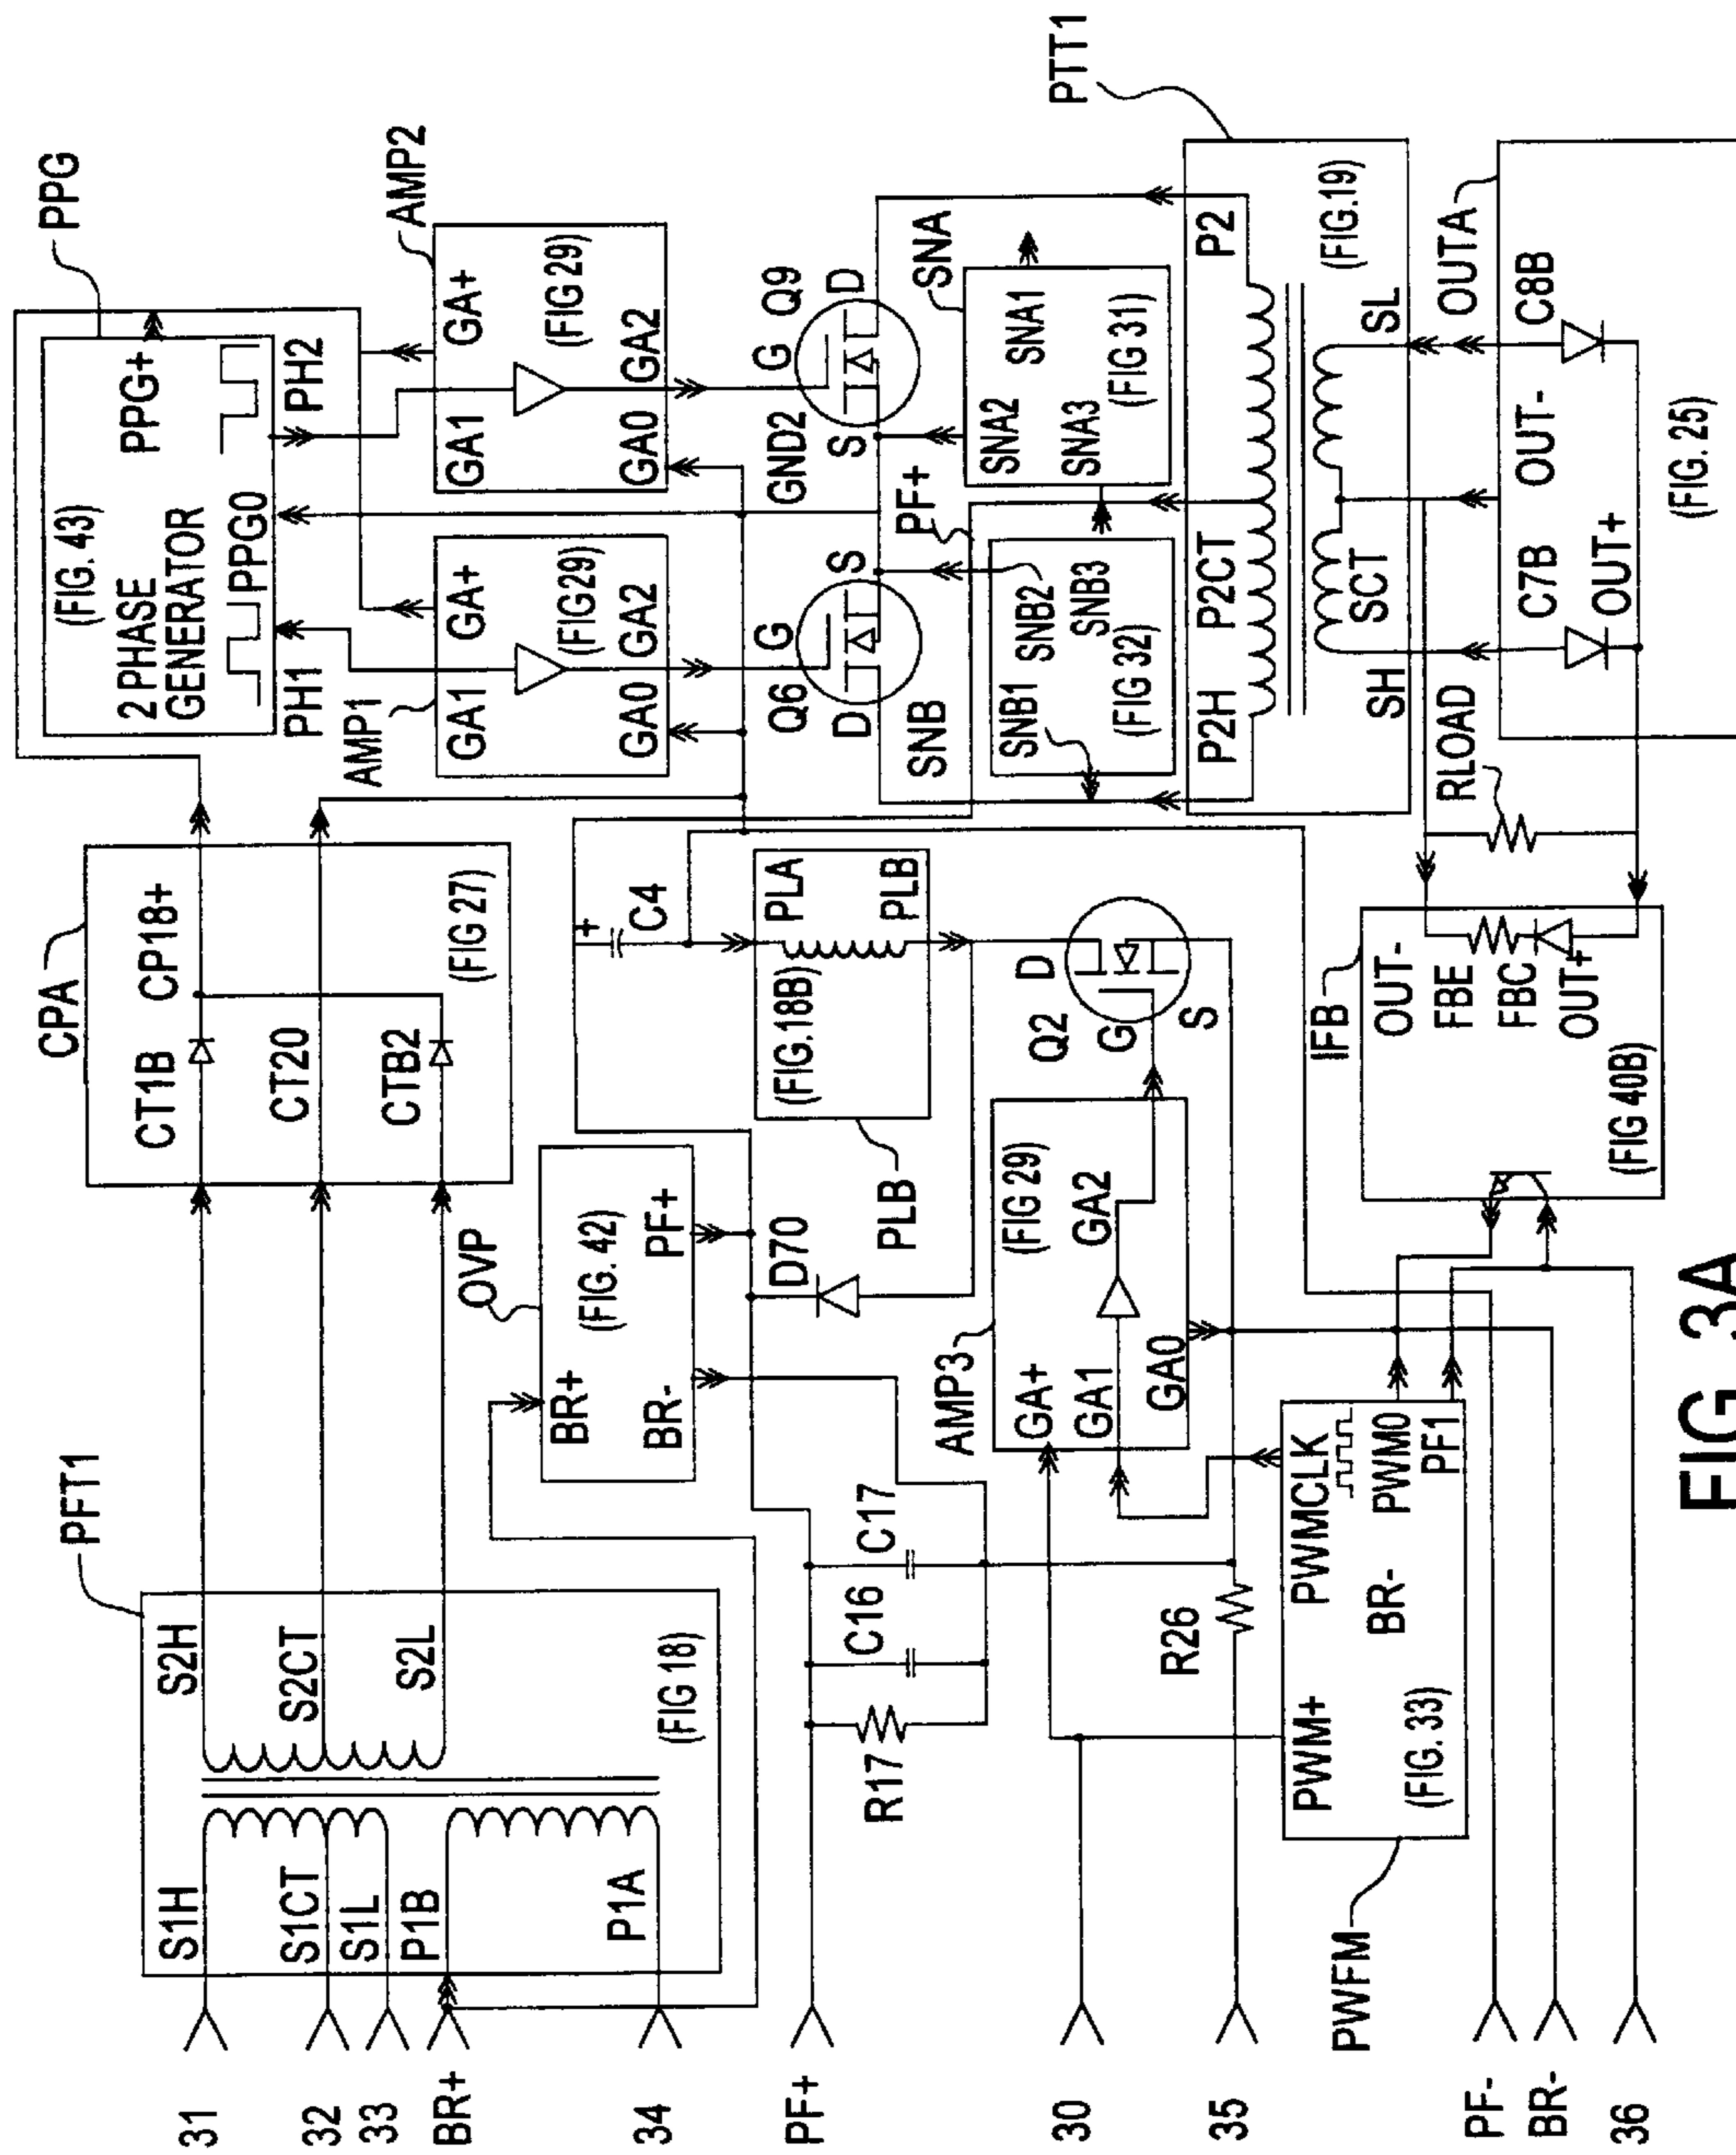 PPG
(FIG. 43)
2 PHASE
GENERATOR
PPG+
PH1
PPG0
PH2
AMP1
GA1
GA+
(FIG29)
GA0
GA2
AMP2
GA1
GA+
(FIG 29)
GA0
GA2
Q6
G
D
S
GND2
G
Q9
S
D
SNB
PF+
SNA
SNB1
SNB2
SNB3
(FIG 32)
SNA2
SNA1
SNA3
(FIG 31)
PTT1
P2H
P2CT
P2
(FIG.19)
SH
SCT
SL
OUTA
RLOAD
C7B
OUT-
C8B
OUT+
(FIG. 25)
CPA
CT1B
CP18+
CT20
CTB2
(FIG 27)
OVP
BR+
(FIG. 42)
BR-
PF+
+
C4
D70
PLA
(FIG.18B)
PLB
PLB
Q2
D
G
S
AMP3
GA+
(FIG 29)
GA1
GA2
GA0
IFB
OUT-
FBE
FBC
OUT+
(FIG 40B)
PFT1
S1H
S2H
S1CT
S2CT
S1L
S2L
P1B
P1A
(FIG 18)
R17
C16
C17
R26
PWM+
PWMCLK
BR-
PWM0
(FIG. 33)
PF1
PWFM
31
32
33
BR+
34
PF+
30
35
PF-
BR-
36
FIG 3A